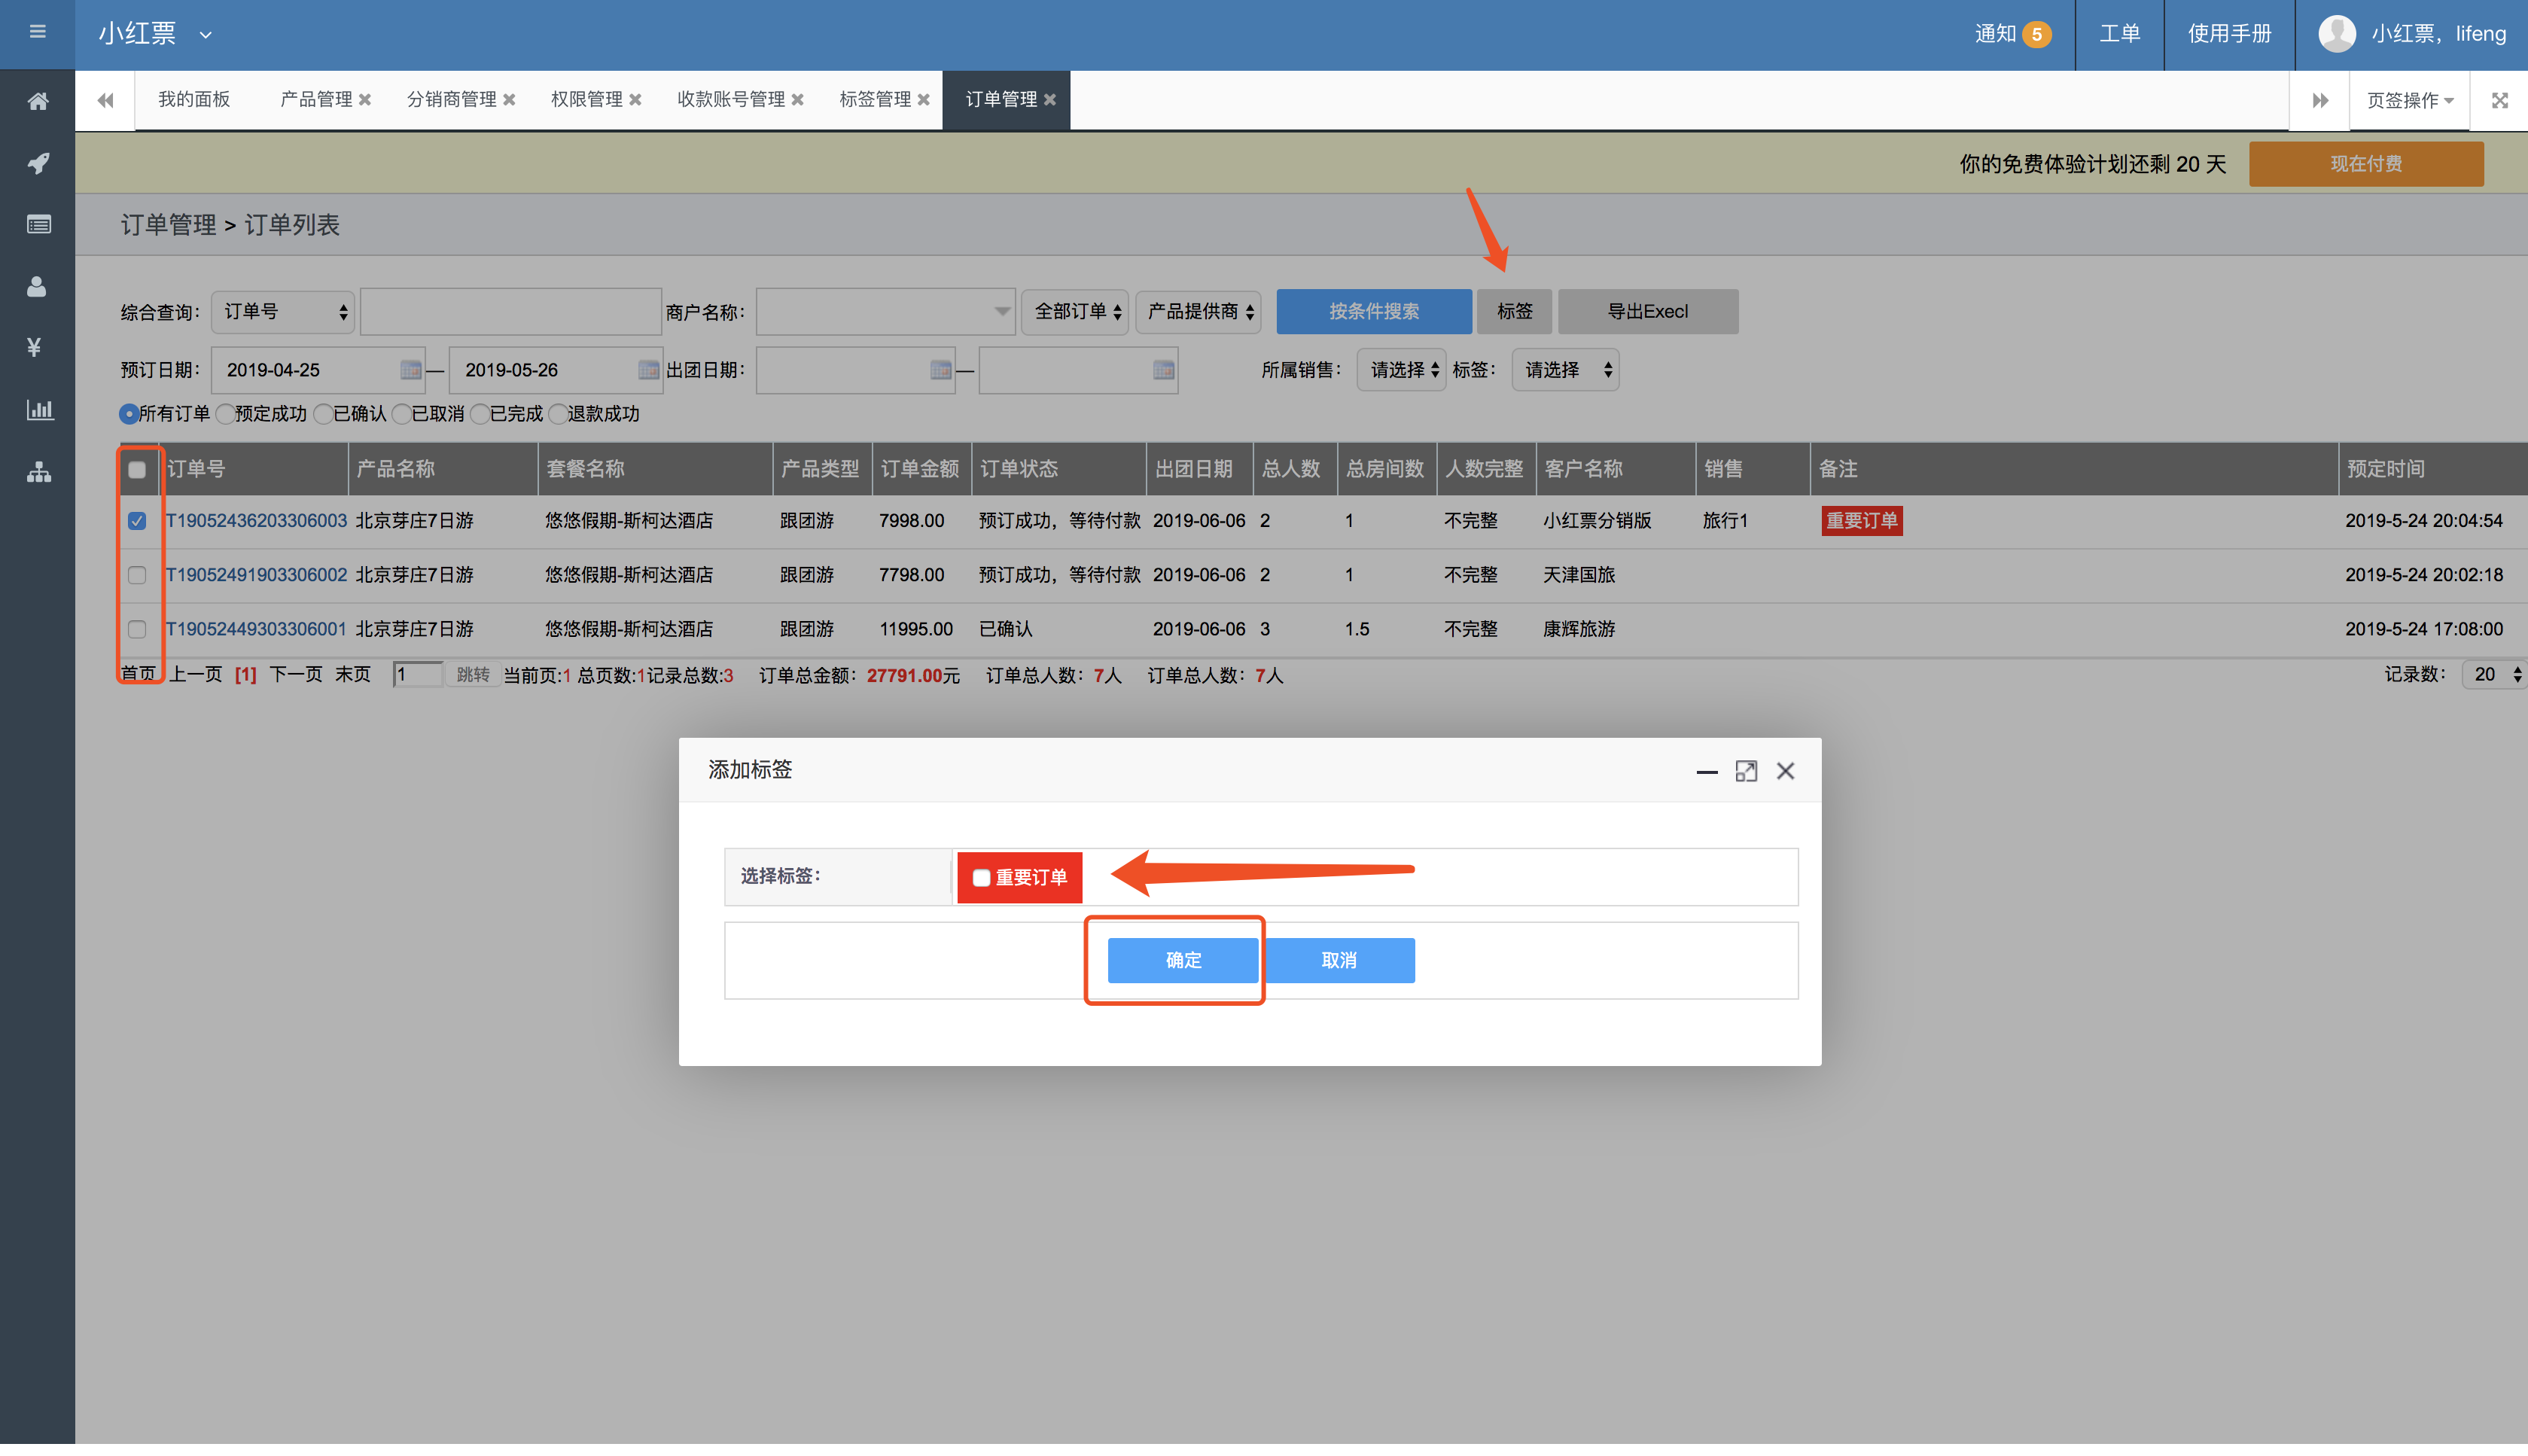 小红票 通知 5 工单 使用手册 小红票，lifeng
我的面板 产品管理 分销商管理 权限管理 收款账号管理 标签管理 订单管理 页签操作
你的免费体验计划还剩 20 天 现在付费
订单管理 > 订单列表
综合查询： 订单号 商户名称： 全部订单 产品提供商 按条件搜索 标签 导出Execl
预订日期： 2019-04-25 — 2019-05-26 出团日期： — 所属销售： 请选择 标签： 请选择
所有订单 预定成功 已确认 已取消 已完成 退款成功
订单号 产品名称 套餐名称 产品类型 订单金额 订单状态 出团日期 总人数 总房间数 人数完整 客户名称 销售 备注 预定时间
T19052436203306003 北京芽庄7日游 悠悠假期-斯柯达酒店 跟团游 7998.00 预订成功，等待付款 2019-06-06 2 1 不完整 小红票分销版 旅行1 重要订单 2019-5-24 20:04:54
T19052491903306002 北京芽庄7日游 悠悠假期-斯柯达酒店 跟团游 7798.00 预订成功，等待付款 2019-06-06 2 1 不完整 天津国旅 2019-5-24 20:02:18
T19052449303306001 北京芽庄7日游 悠悠假期-斯柯达酒店 跟团游 11995.00 已确认 2019-06-06 3 1.5 不完整 康辉旅游 2019-5-24 17:08:00
首页 上一页 [1] 下一页 末页 1 跳转 当前页:1 总页数:1记录总数:3 订单总金额：27791.00元 订单总人数：7人 订单总人数：7人 记录数： 20
添加标签
选择标签： 重要订单
确定 取消